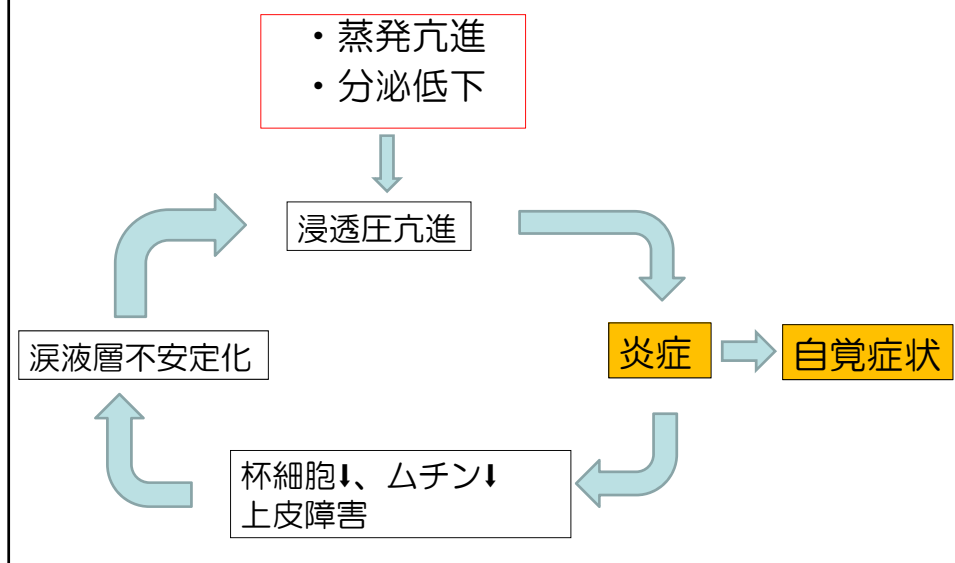 ・蒸発亢進
・分泌低下
浸透圧亢進
涙液層不安定化
炎症
自覚症状
杯細胞⬇、ムチン⬇
上皮障害